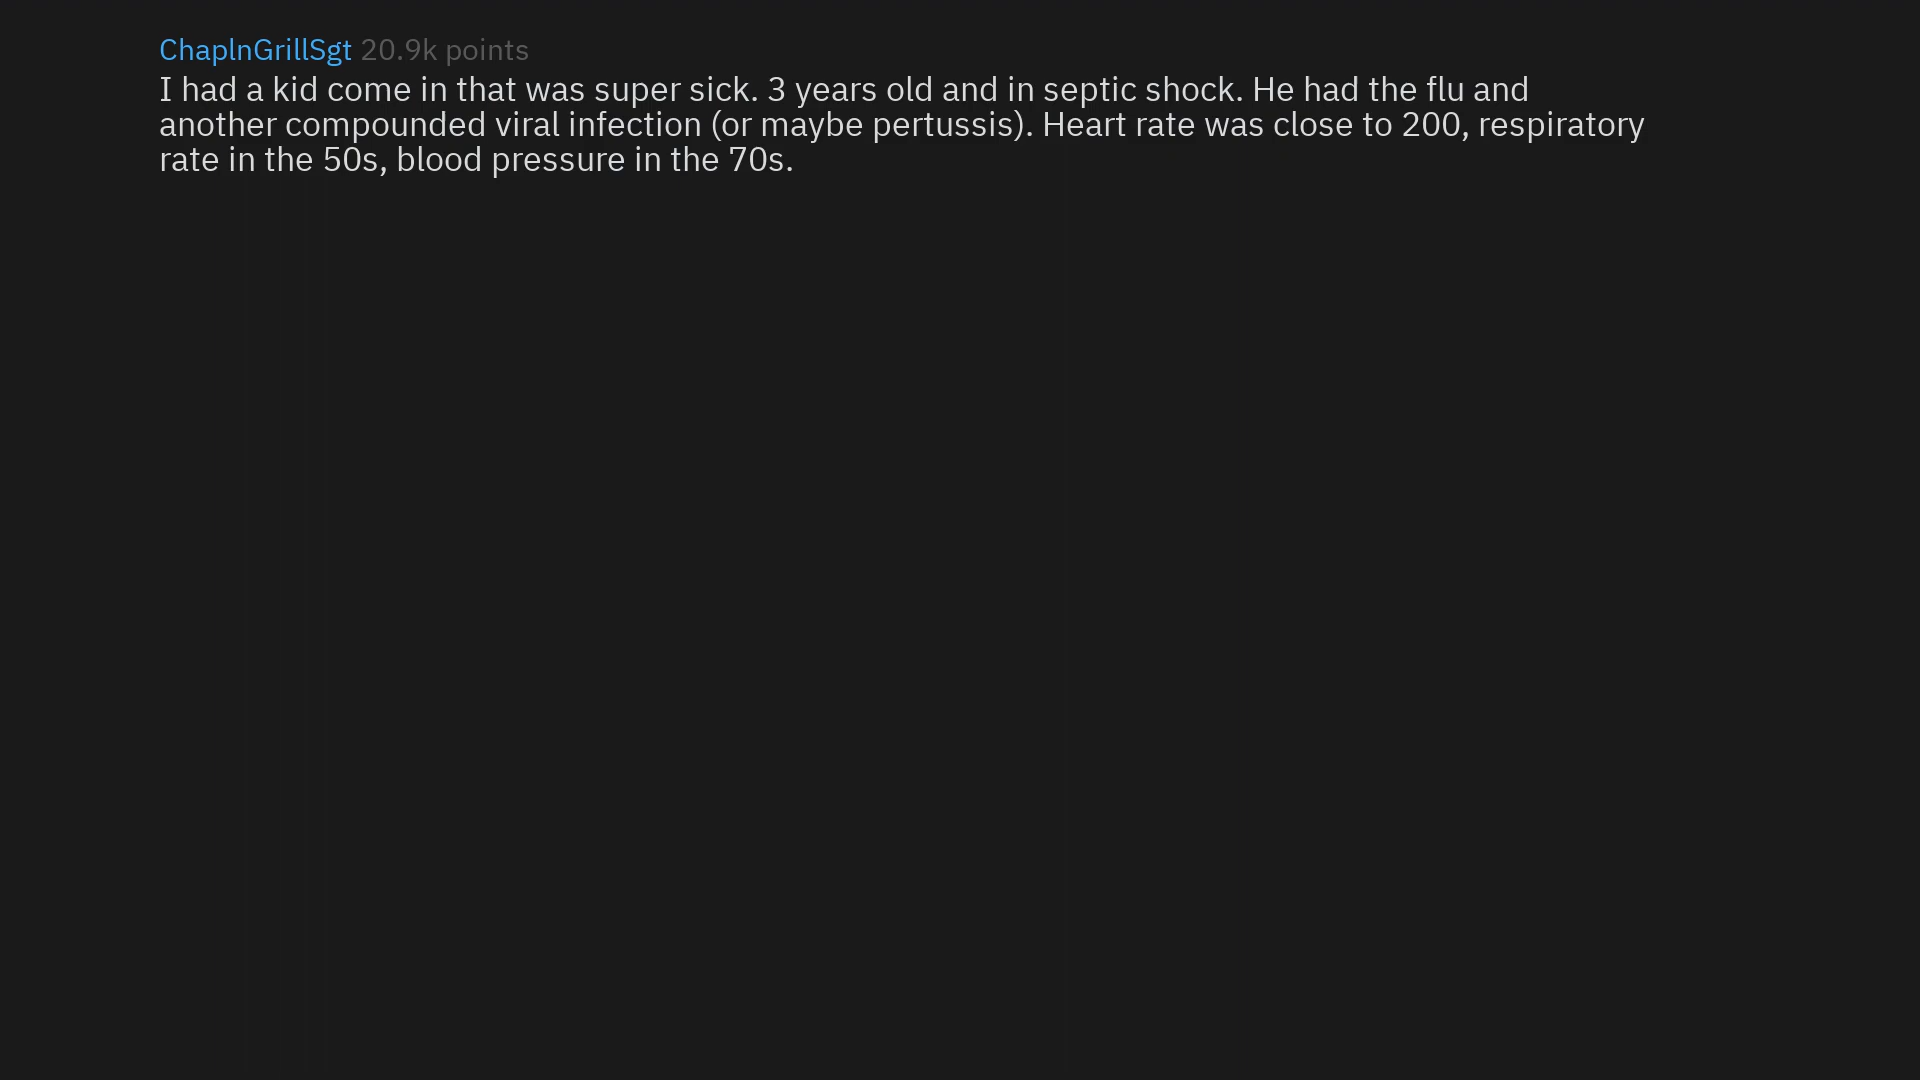 ChaplnGrillSgt 20.9k points
I had a kid come in that was super sick. 3 years old and in septic shock. He had the flu and
another compounded viral infection (or maybe pertussis). Heart rate was close to 200, respiratory
rate in the 50s, blood pressure in the 70s.